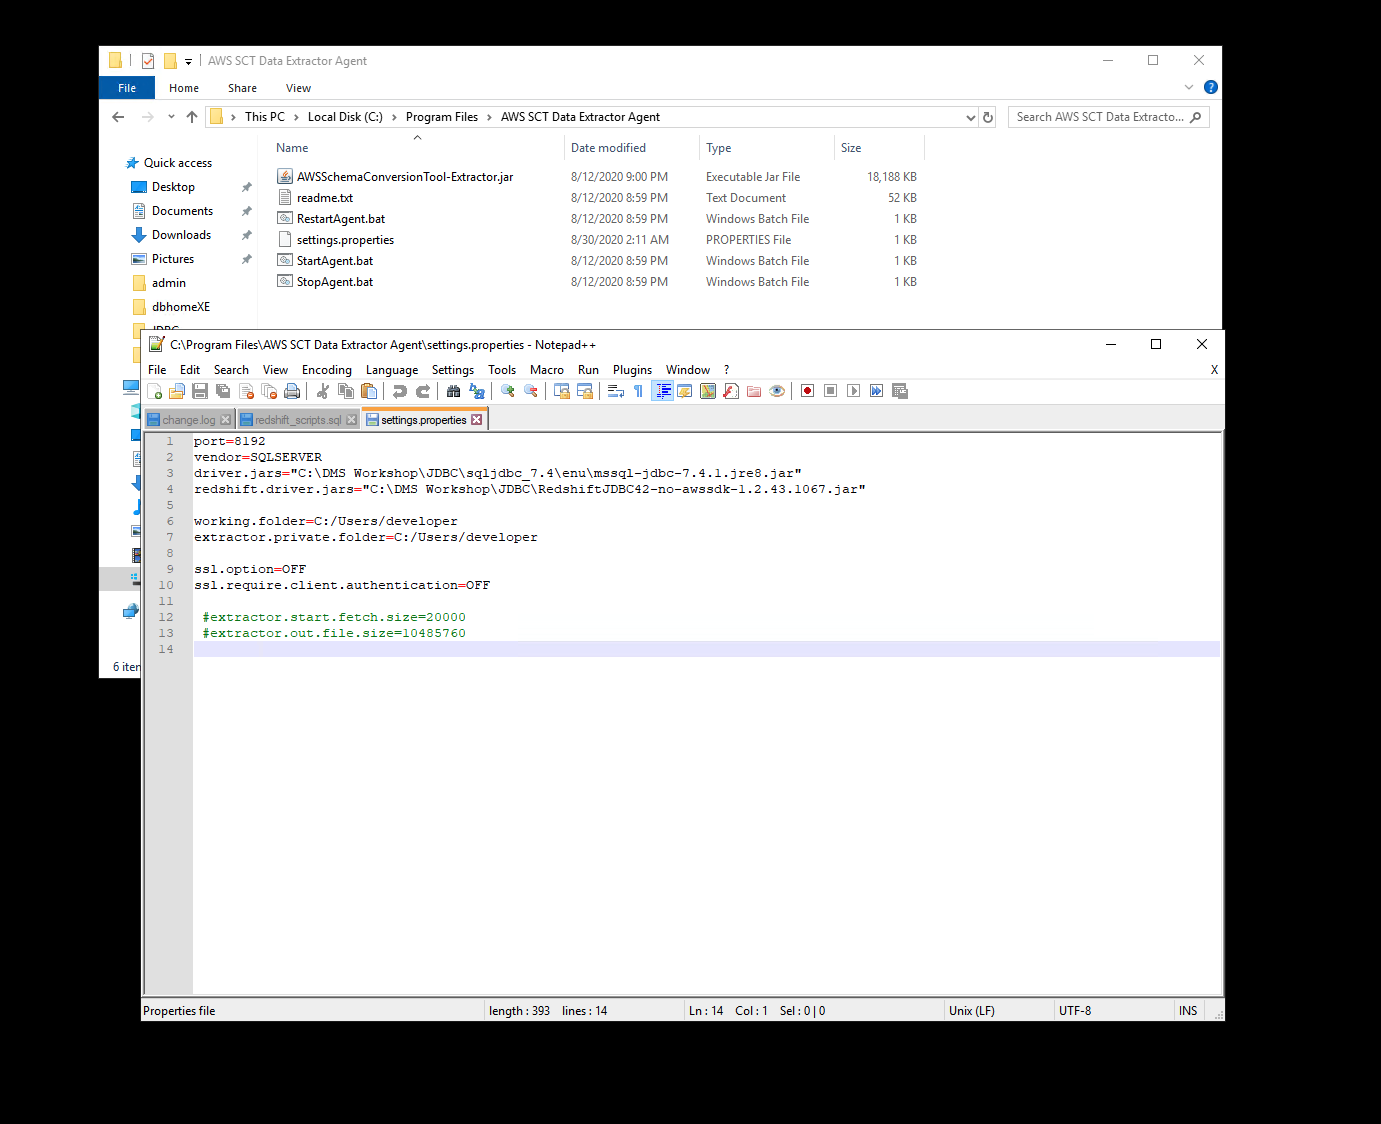 AWS SCT Data Extractor Agent
File Home Share View
This PC Local Disk (C:) Program Files AWS SCT Data Extractor Agent
Search AWS SCT Data Extracto...
Name Date modified Type Size
Quick access
Desktop
Documents
Downloads
Pictures
admin
dbhomeXE
AWSSchemaConversionTool-Extractor.jar 8/12/2020 9:00 PM Executable Jar File 18,188 KB
readme.txt 8/12/2020 8:59 PM Text Document 52 KB
RestartAgent.bat 8/12/2020 8:59 PM Windows Batch File 1 KB
settings.properties 8/30/2020 2:11 AM PROPERTIES File 1 KB
StartAgent.bat 8/12/2020 8:59 PM Windows Batch File 1 KB
StopAgent.bat 8/12/2020 8:59 PM Windows Batch File 1 KB
6 iten
C:\Program Files\AWS SCT Data Extractor Agent\settings.properties - Notepad++
File Edit Search View Encoding Language Settings Tools Macro Run Plugins Window ? X
change.log redshift_scripts.sql settings.properties
1 port=8192
2 vendor=SQLSERVER
3 driver.jars="C:\DMS Workshop\JDBC\sqljdbc_7.4\enu\mssql-jdbc-7.4.1.jre8.jar"
4 redshift.driver.jars="C:\DMS Workshop\JDBC\RedshiftJDBC42-no-awssdk-1.2.43.1067.jar"
5
6 working.folder=C:/Users/developer
7 extractor.private.folder=C:/Users/developer
8
9 ssl.option=OFF
10 ssl.require.client.authentication=OFF
11
12 #extractor.start.fetch.size=20000
13 #extractor.out.file.size=10485760
14
Properties file length : 393 lines : 14 Ln : 14 Col : 1 Sel : 0 | 0 Unix (LF) UTF-8 INS